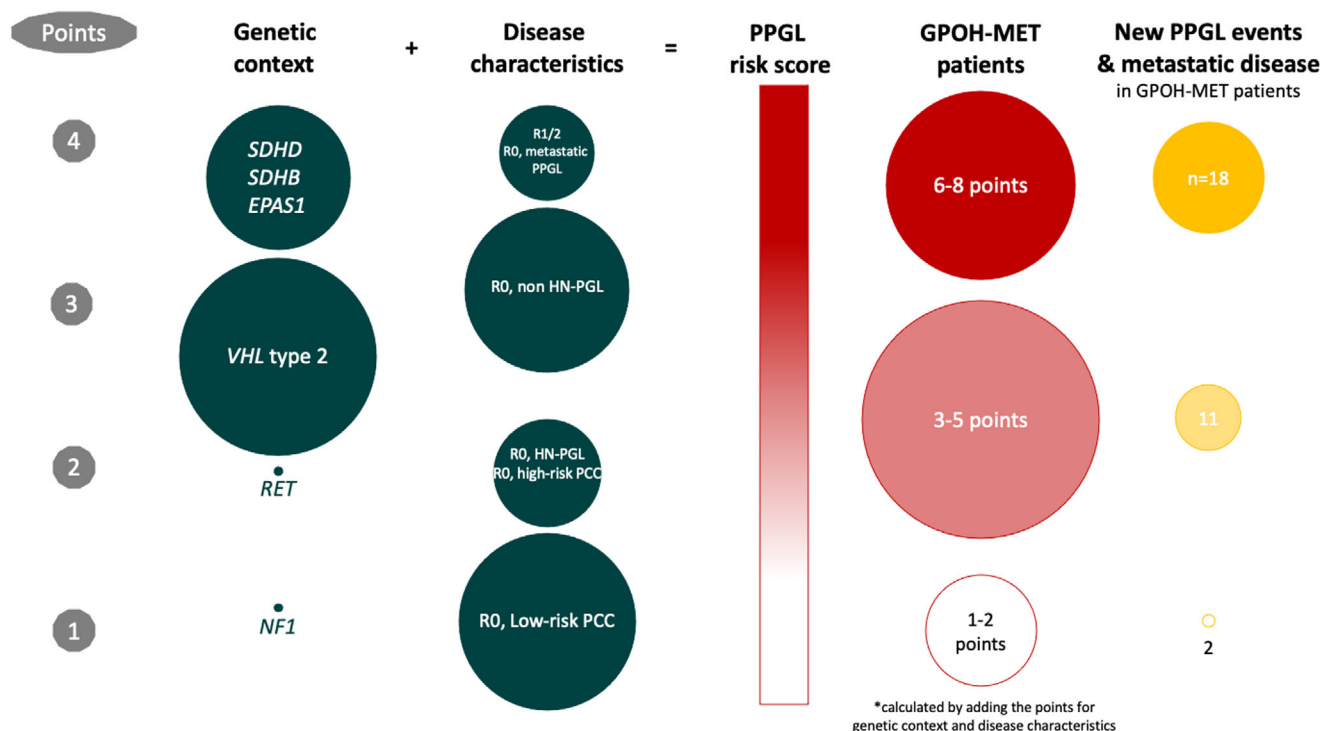 Points
Genetic
context
+
Disease
characteristics
=
PPGL
risk score
GPOH-MET
patients
New PPGL events
& metastatic disease
in GPOH-MET patients
4
SDHD
SDHB
EPAS1
R1/2
R0, metastatic
PPGL
6-8 points
n=18
3
VHL type 2
R0, non HN-PGL
3-5 points
11
2
RET
R0, HN-PGL
R0, high-risk PCC
1
NF1
R0, Low-risk PCC
1-2
points
2
*calculated by adding the points for
genetic context and disease characteristics